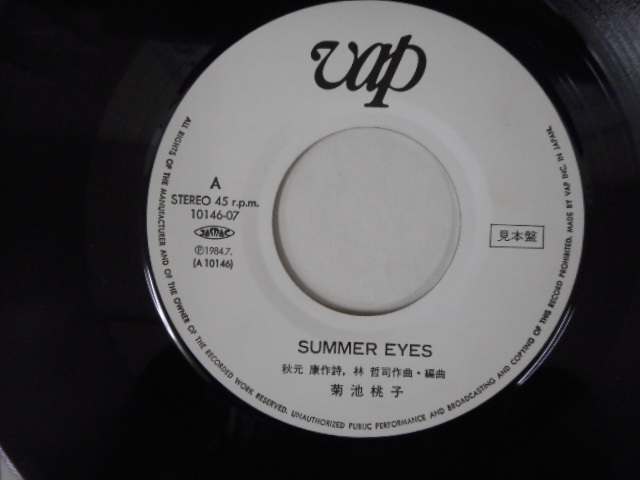 vap
A
STEREO 45 r.p.m.
10146-07
JASRAC
Ⓟ1984.7.
(A 10146)
見本盤
SUMMER EYES
秋元 康作詩, 林 哲司作曲・編曲
菊池桃子
ALL RIGHTS OF THE MANUFACTURER AND OF THE OWNER OF THE RECORDED WORK RESERVED. UNAUTHORIZED PUBLIC PERFORMANCE AND BROADCASTING AND COPYING OF THIS RECORD PROHIBITED, MADE BY VAP INC. IN JAPAN.